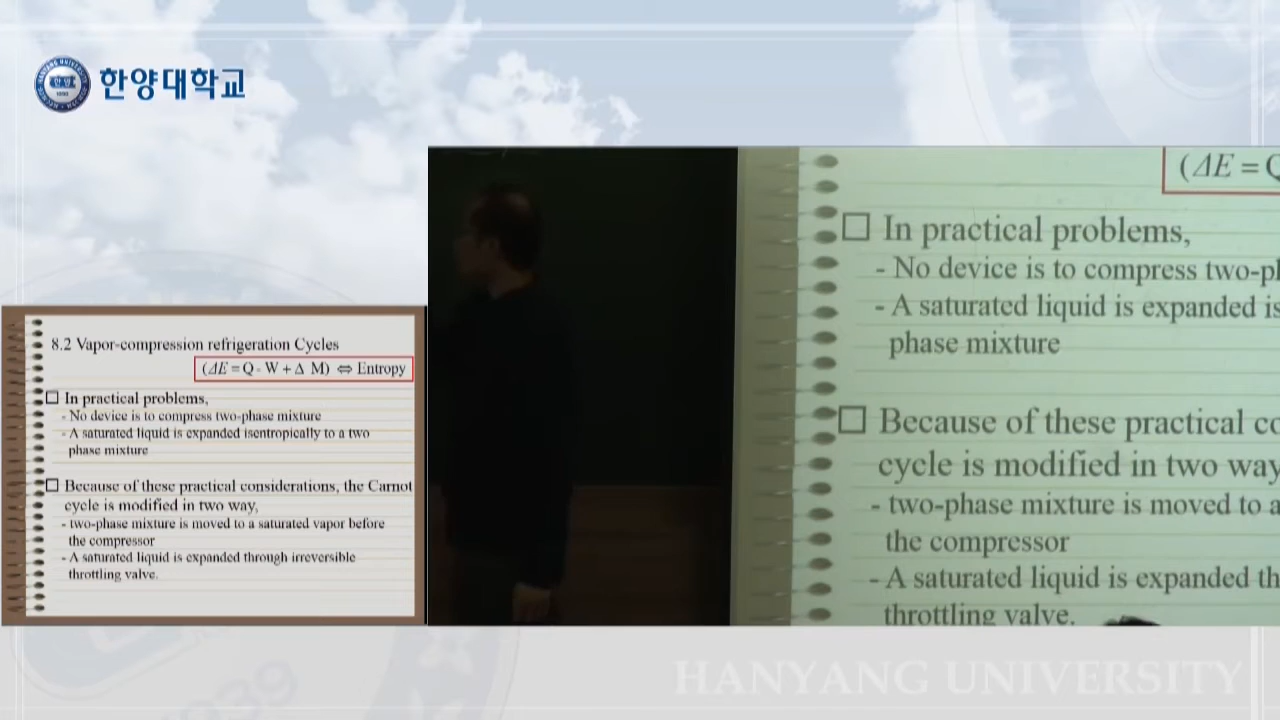 한양대학교
8.2 Vapor-compression refrigeration Cycles
(ΔE = Q - W + Δ M) ⇔ Entropy
□ In practical problems,
- No device is to compress two-phase mixture
- A saturated liquid is expanded isentropically to a two
phase mixture
□ Because of these practical considerations, the Carnot
cycle is modified in two way,
- two-phase mixture is moved to a saturated vapor before
the compressor
- A saturated liquid is expanded through irreversible
throttling valve.
(ΔE = Q
□ In practical problems,
- No device is to compress two-pl
- A saturated liquid is expanded is
phase mixture
□ Because of these practical co
cycle is modified in two way
- two-phase mixture is moved to a
the compressor
- A saturated liquid is expanded th
throttling valve.
HANYANG UNIVERSITY